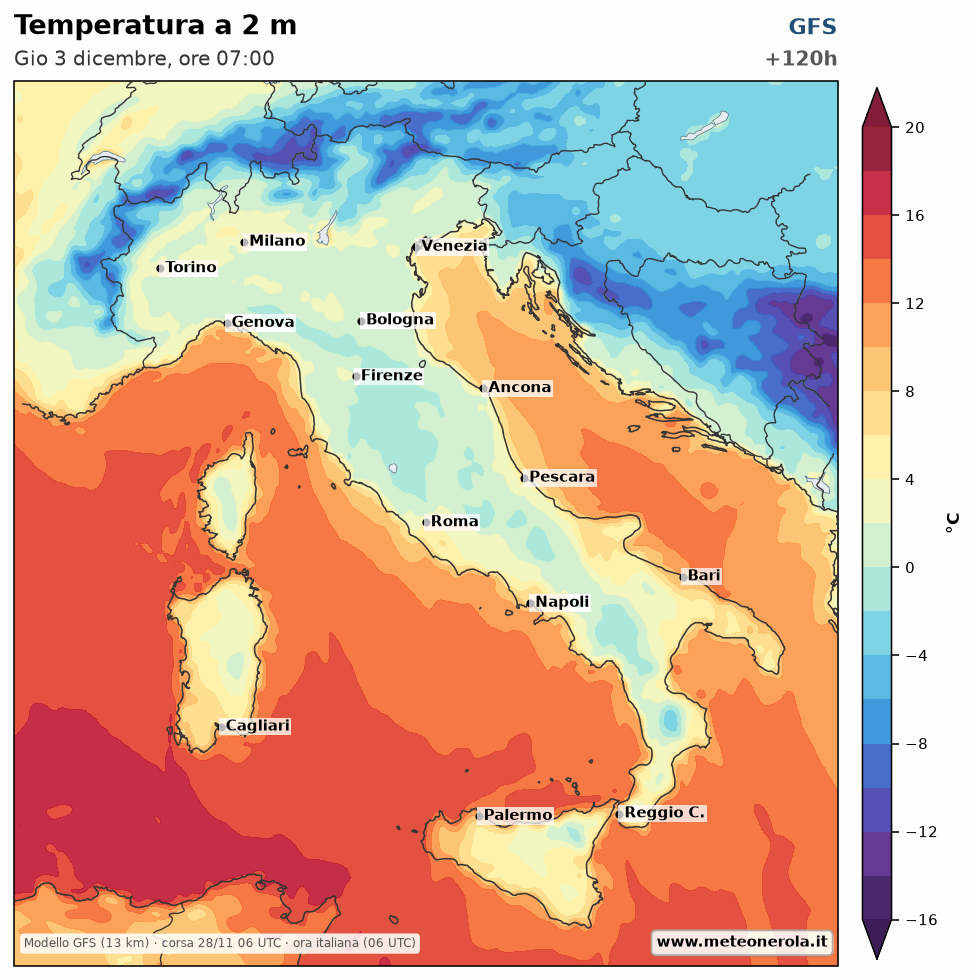 Temperatura a 2 m
GFS
Gio 3 dicembre, ore 07:00
+120h
20
16
12
8
4
0
−4
−8
−12
−16
°C
Milano
Venezia
Torino
Genova
Bologna
Firenze
Ancona
Pescara
Roma
Bari
Napoli
Cagliari
Palermo
Reggio C.
Modello GFS (13 km) · corsa 28/11 06 UTC · ora italiana (06 UTC)
www.meteonerola.it